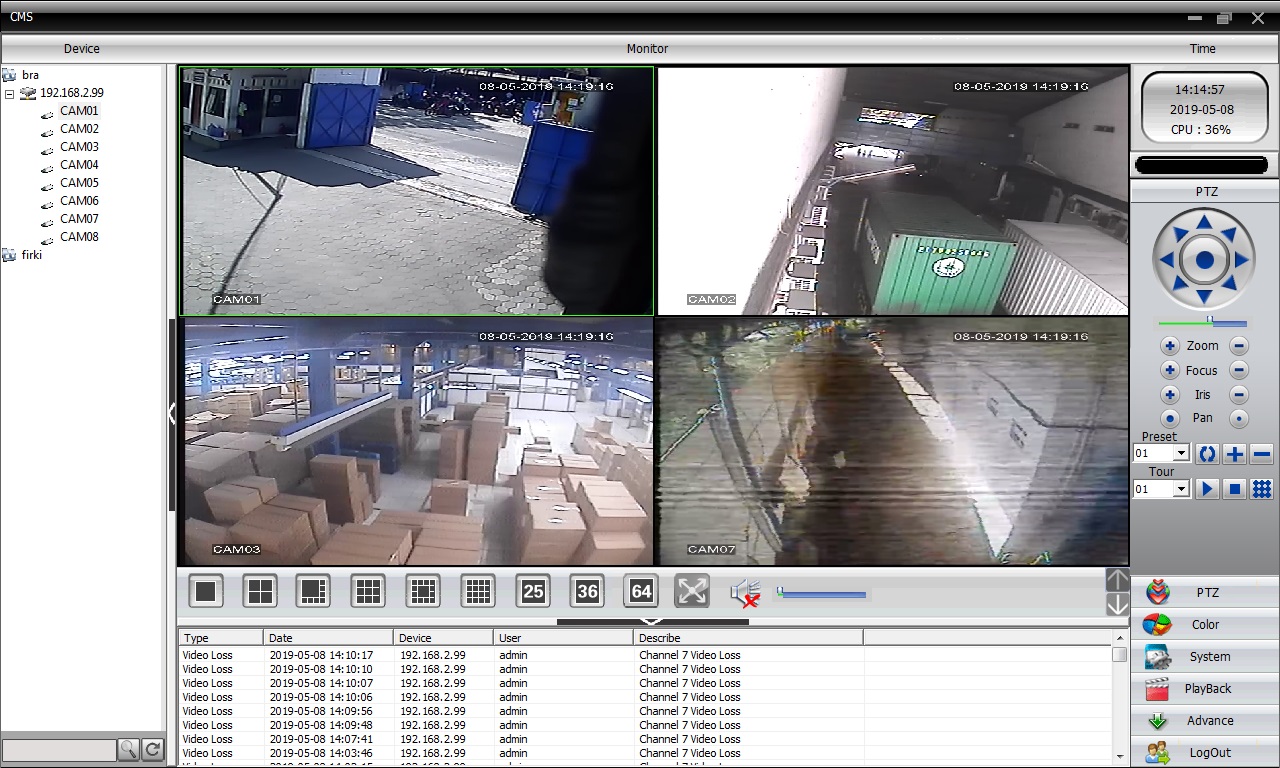 CMS
Device
Monitor
Time
bra
192.168.2.99
CAM01
CAM02
CAM03
CAM04
CAM05
CAM06
CAM07
CAM08
firki
08-05-2019 14:19:16
CAM01
08-05-2019 14:19:16
CAM02
08-05-2019 14:19:16
CAM03
08-05-2019 14:19:16
CAM07
14:14:57
2019-05-08
CPU : 36%
PTZ
Zoom
Focus
Iris
Pan
Preset
01
Tour
01
PTZ
Color
System
PlayBack
Advance
LogOut
25 36 64
Type Date Device User Describe
Video Loss 2019-05-08 14:10:17 192.168.2.99 admin Channel 7 Video Loss
Video Loss 2019-05-08 14:10:10 192.168.2.99 admin Channel 7 Video Loss
Video Loss 2019-05-08 14:10:07 192.168.2.99 admin Channel 7 Video Loss
Video Loss 2019-05-08 14:10:06 192.168.2.99 admin Channel 7 Video Loss
Video Loss 2019-05-08 14:09:56 192.168.2.99 admin Channel 7 Video Loss
Video Loss 2019-05-08 14:09:48 192.168.2.99 admin Channel 7 Video Loss
Video Loss 2019-05-08 14:07:41 192.168.2.99 admin Channel 7 Video Loss
Video Loss 2019-05-08 14:03:46 192.168.2.99 admin Channel 7 Video Loss